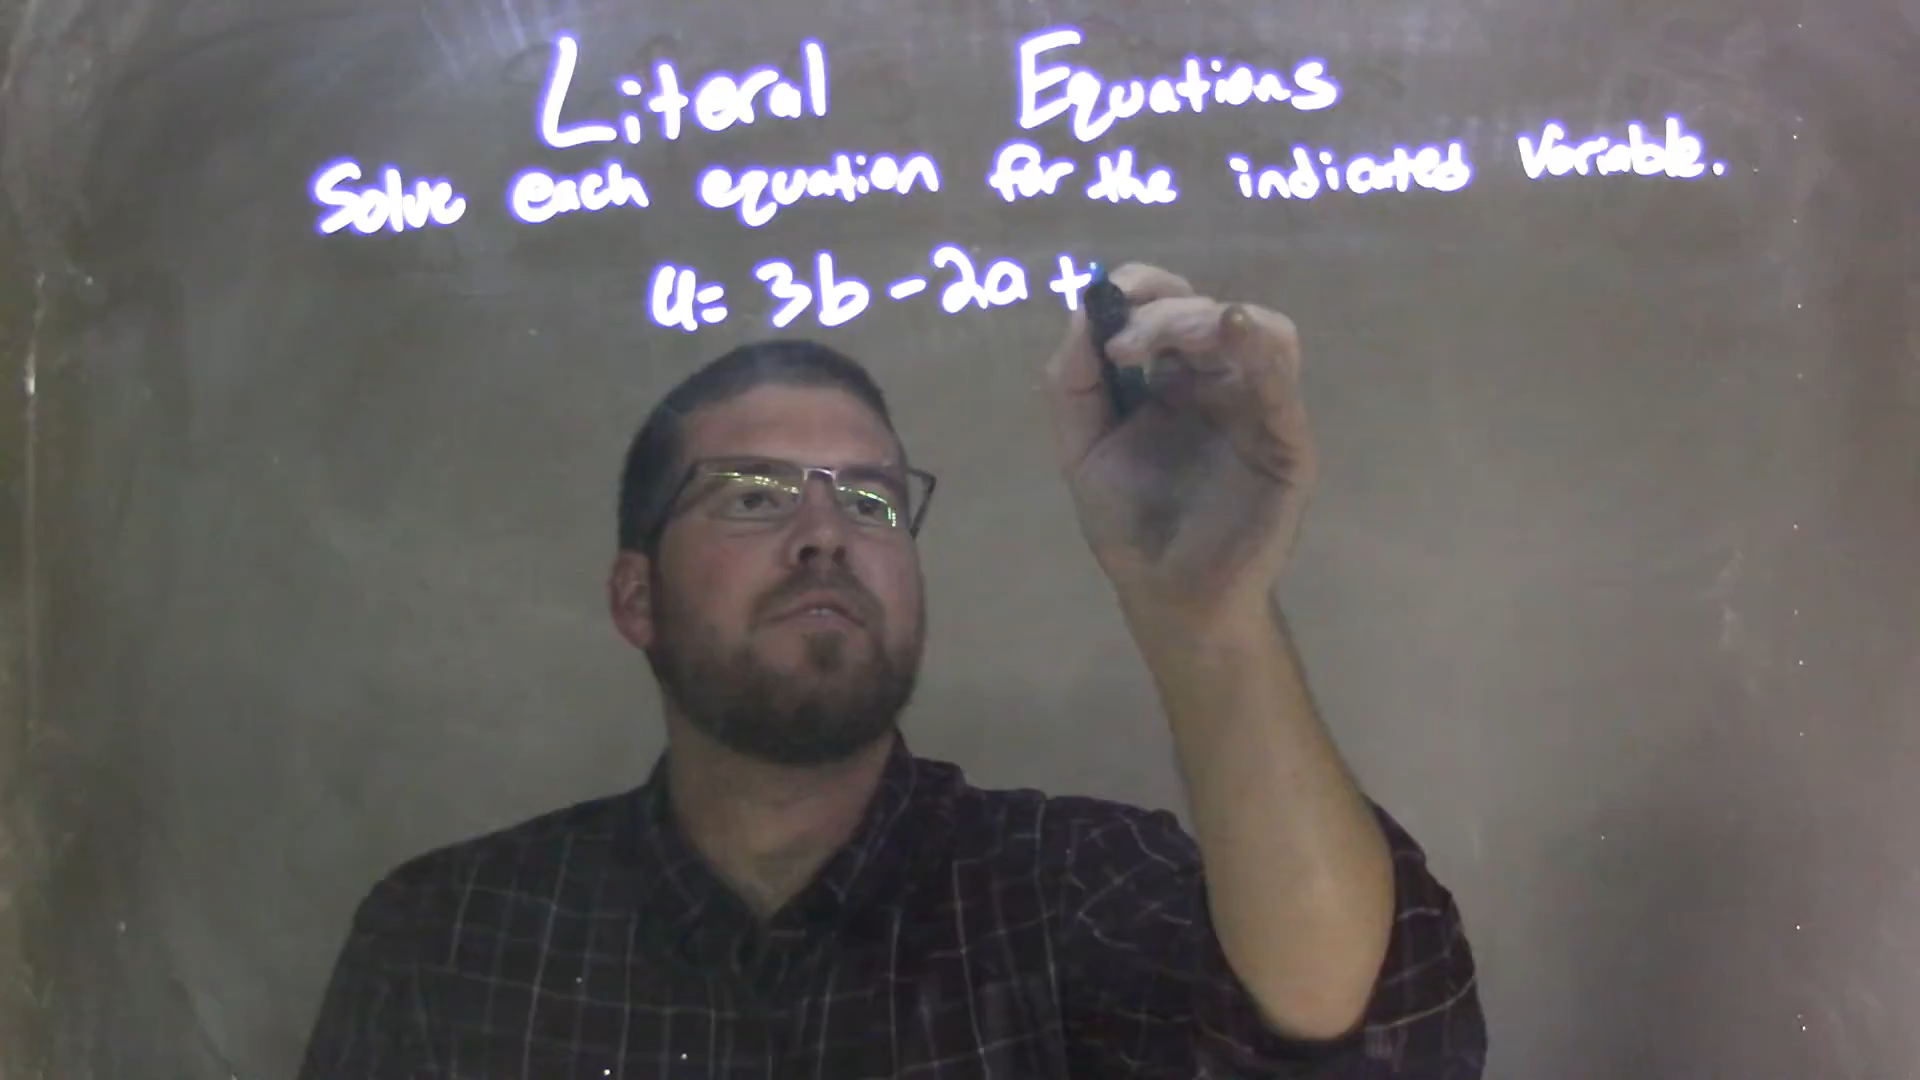 Literal Equations
Solve each equation for the indicated variable.
u= 3b - 2a +